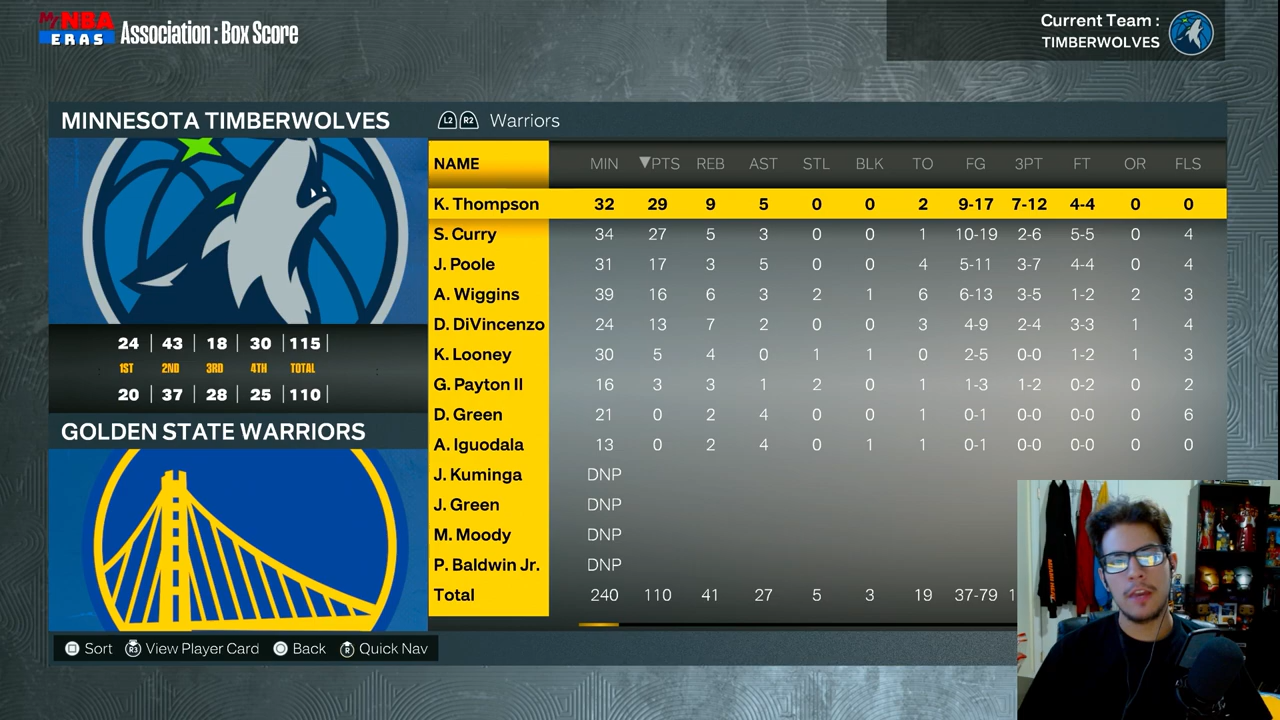 My NBA ERAS Association : Box Score
Current Team :
TIMBERWOLVES
MINNESOTA TIMBERWOLVES
24 | 43 | 18 | 30 | 115 |
1ST 2ND 3RD 4TH TOTAL
20 | 37 | 28 | 25 | 110 |
GOLDEN STATE WARRIORS
L2 R2 Warriors
NAME MIN ▼PTS REB AST STL BLK TO FG 3PT FT OR FLS
K. Thompson 32 29 9 5 0 0 2 9-17 7-12 4-4 0 0
S. Curry 34 27 5 3 0 0 1 10-19 2-6 5-5 0 4
J. Poole 31 17 3 5 0 0 4 5-11 3-7 4-4 0 4
A. Wiggins 39 16 6 3 2 1 6 6-13 3-5 1-2 2 3
D. DiVincenzo 24 13 7 2 0 0 3 4-9 2-4 3-3 1 4
K. Looney 30 5 4 0 1 1 0 2-5 0-0 1-2 1 3
G. Payton II 16 3 3 1 2 0 1 1-3 1-2 0-2 0 2
D. Green 21 0 2 4 0 0 1 0-1 0-0 0-0 0 6
A. Iguodala 13 0 2 4 0 1 1 0-1 0-0 0-0 0 0
J. Kuminga DNP
J. Green DNP
M. Moody DNP
P. Baldwin Jr. DNP
Total 240 110 41 27 5 3 19 37-79
Sort R3 View Player Card Back R Quick Nav